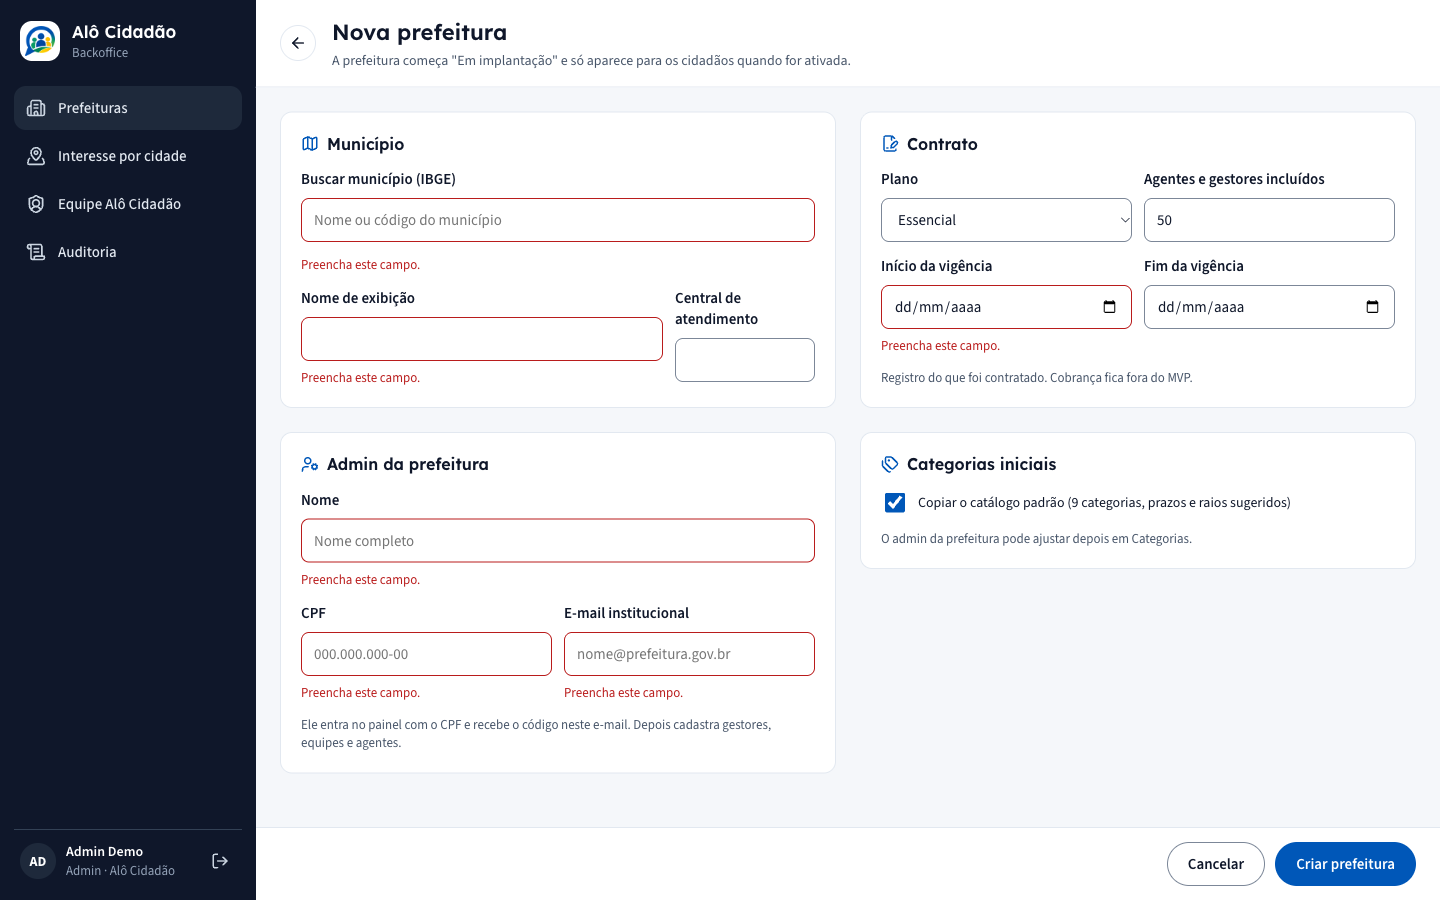 Alô Cidadão
Backoffice
Prefeituras
Interesse por cidade
Equipe Alô Cidadão
Auditoria
AD
Admin Demo
Admin · Alô Cidadão
Nova prefeitura
A prefeitura começa "Em implantação" e só aparece para os cidadãos quando for ativada.
Município
Buscar município (IBGE)
Nome ou código do município
Preencha este campo.
Nome de exibição
Preencha este campo.
Central de
atendimento
Contrato
Plano
Essencial
Agentes e gestores incluídos
50
Início da vigência
dd/mm/aaaa
Preencha este campo.
Fim da vigência
dd/mm/aaaa
Registro do que foi contratado. Cobrança fica fora do MVP.
Admin da prefeitura
Nome
Nome completo
Preencha este campo.
CPF
000.000.000-00
Preencha este campo.
E-mail institucional
nome@prefeitura.gov.br
Preencha este campo.
Ele entra no painel com o CPF e recebe o código neste e-mail. Depois cadastra gestores,
equipes e agentes.
Categorias iniciais
Copiar o catálogo padrão (9 categorias, prazos e raios sugeridos)
O admin da prefeitura pode ajustar depois em Categorias.
Cancelar
Criar prefeitura